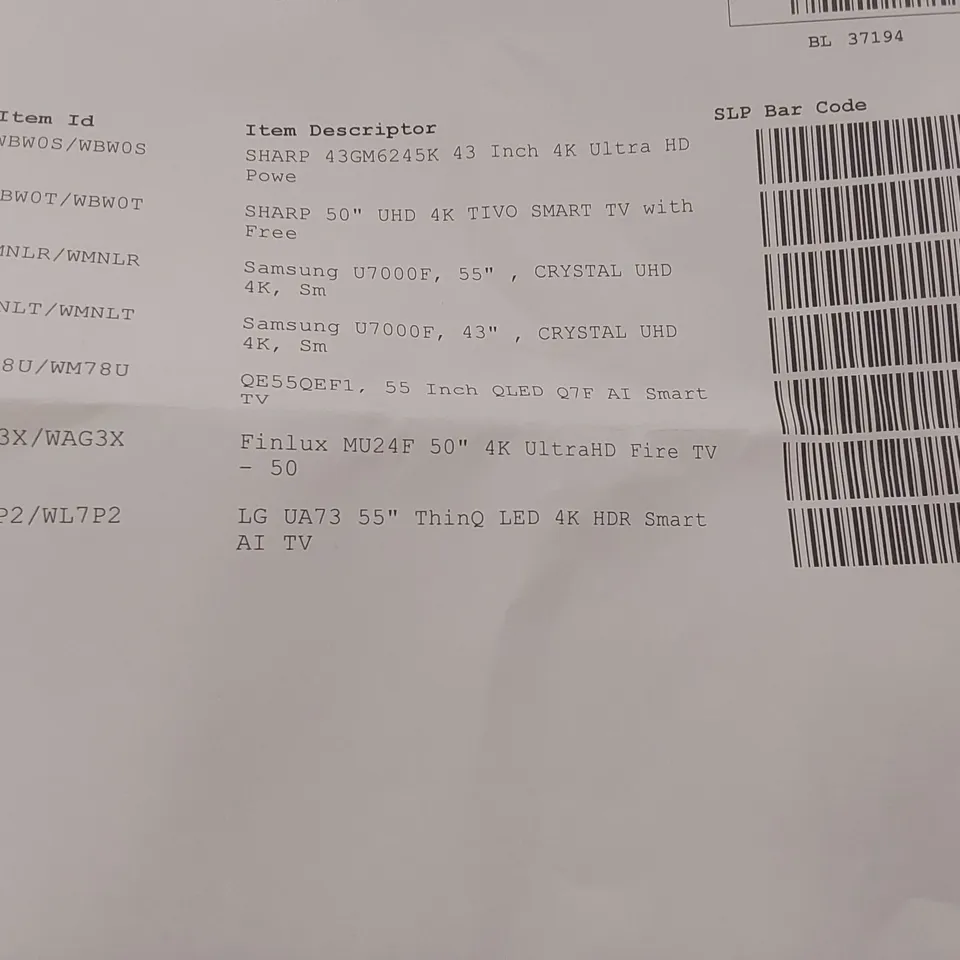 BL 37194
Item Id Item Descriptor SLP Bar Code
WBW0S/WBW0S SHARP 43GM6245K 43 Inch 4K Ultra HD
Powe
BW0T/WBW0T SHARP 50" UHD 4K TIVO SMART TV with
Free
MNLR/WMNLR Samsung U7000F, 55" , CRYSTAL UHD
4K, Sm
NLT/WMNLT Samsung U7000F, 43" , CRYSTAL UHD
4K, Sm
8U/WM78U QE55QEF1, 55 Inch QLED Q7F AI Smart
TV
3X/WAG3X Finlux MU24F 50" 4K UltraHD Fire TV
- 50
P2/WL7P2 LG UA73 55" ThinQ LED 4K HDR Smart
AI TV